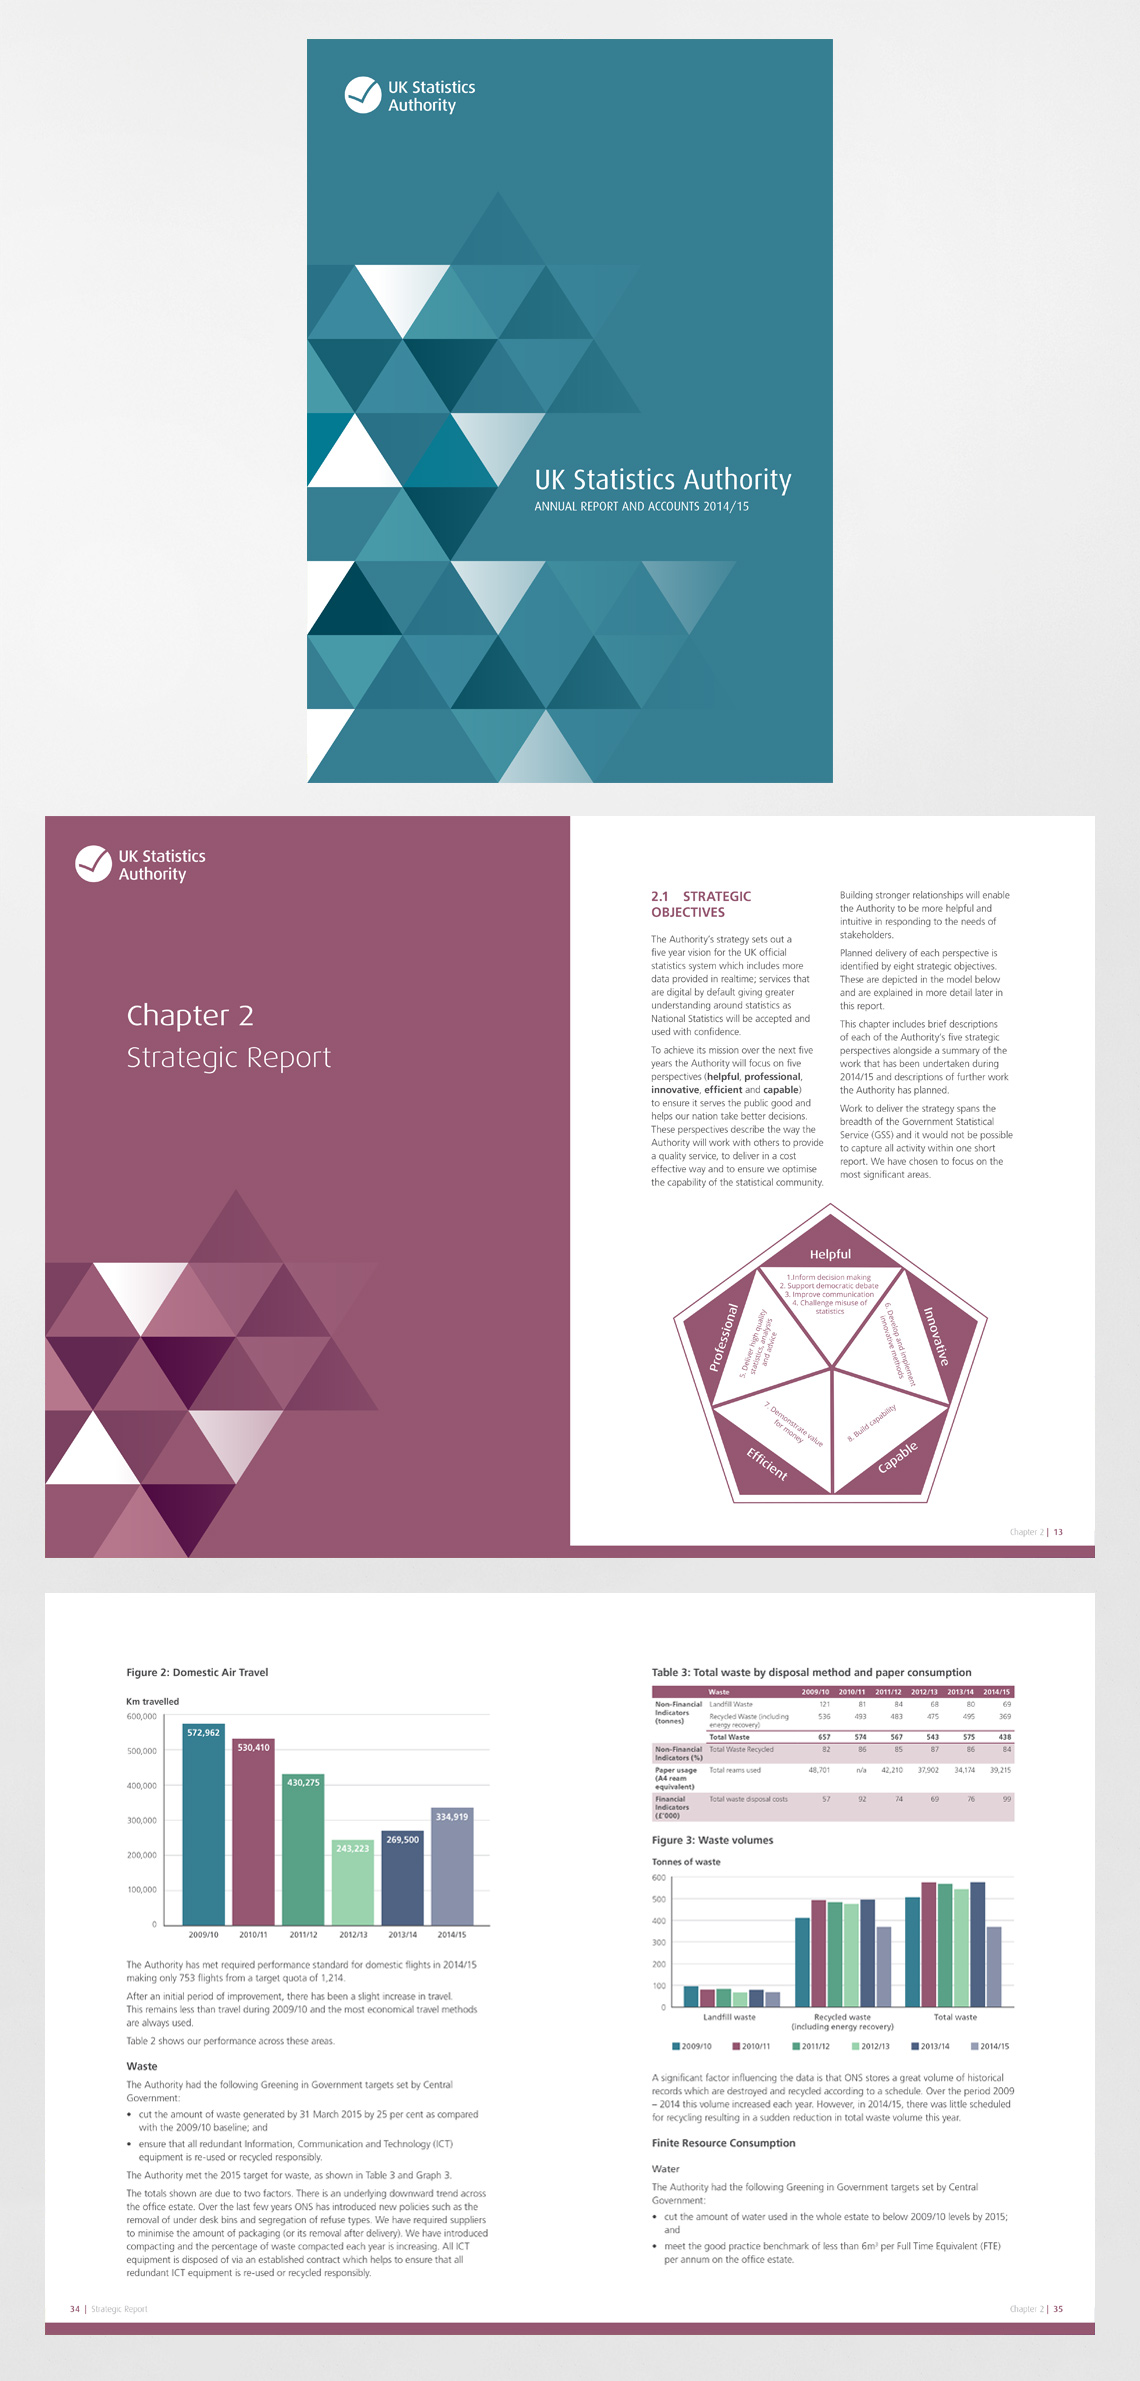 UK Statistics
Authority
UK Statistics Authority
ANNUAL REPORT AND ACCOUNTS 2014/15
UK Statistics
Authority
Chapter 2
Strategic Report
2.1 STRATEGIC
OBJECTIVES
The Authority's strategy sets out a
five year vision for the UK official
statistics system which includes more
data provided in realtime; services that
are digital by default giving greater
understanding around statistics as
National Statistics will be accepted and
used with confidence.
To achieve its mission over the next five
years the Authority will focus on five
perspectives (helpful, professional,
innovative, efficient and capable)
to ensure it serves the public good and
helps our nation take better decisions.
These perspectives describe the way the
Authority will work with others to provide
a quality service, to deliver in a cost
effective way and to ensure we optimise
the capability of the statistical community.
Building stronger relationships will enable
the Authority to be more helpful and
intuitive in responding to the needs of
stakeholders.
Planned delivery of each perspective is
identified by eight strategic objectives.
These are depicted in the model below
and are explained in more detail later in
this report.
This chapter includes brief descriptions
of each of the Authority's five strategic
perspectives alongside a summary of the
work that has been undertaken during
2014/15 and descriptions of further work
the Authority has planned.
Work to deliver the strategy spans the
breadth of the Government Statistical
Service (GSS) and it would not be possible
to capture all activity within one short
report. We have chosen to focus on the
most significant areas.
Helpful
1.Inform decision making
2. Support democratic debate
3. Improve communication
4. Challenge misuse of
statistics
Professional
5. Deliver high quality
statistics, analysis
and advice
6. Develop and implement
innovative methods
Innovative
7. Demonstrate value
for money
Efficient
8. Build capability
Capable
Chapter 2 | 13
Figure 2: Domestic Air Travel
Km travelled
600,000
500,000
400,000
300,000
200,000
100,000
0
572,962
530,410
430,275
243,223
269,500
334,919
2009/10 2010/11 2011/12 2012/13 2013/14 2014/15
The Authority has met required performance standard for domestic flights in 2014/15
making only 753 flights from a target quota of 1,214.
After an initial period of improvement, there has been a slight increase in travel.
This remains less than travel during 2009/10 and the most economical travel methods
are always used.
Table 2 shows our performance across these areas.
Waste
The Authority had the following Greening in Government targets set by Central
Government:
• cut the amount of waste generated by 31 March 2015 by 25 per cent as compared
with the 2009/10 baseline; and
• ensure that all redundant Information, Communication and Technology (ICT)
equipment is re-used or recycled responsibly.
The Authority met the 2015 target for waste, as shown in Table 3 and Graph 3.
The totals shown are due to two factors. There is an underlying downward trend across
the office estate. Over the last few years ONS has introduced new policies such as the
removal of under desk bins and segregation of refuse types. We have required suppliers
to minimise the amount of packaging (or its removal after delivery). We have introduced
compacting and the percentage of waste compacted each year is increasing. All ICT
equipment is disposed of via an established contract which helps to ensure that all
redundant ICT equipment is re-used or recycled responsibly.
34 | Strategic Report
Table 3: Total waste by disposal method and paper consumption
Waste 2009/10 2010/11 2011/12 2012/13 2013/14 2014/15
Non-Financial Indicators (tonnes) Landfill Waste 121 81 84 68 80 69
Recycled Waste (including energy recovery) 536 493 483 475 495 369
Total Waste 657 574 567 543 575 438
Non-Financial Indicators (%) Total Waste Recycled 82 86 85 87 86 84
Paper usage (A4 ream equivalent) Total reams used 48,701 n/a 42,210 37,902 34,174 39,215
Financial Indicators (£'000) Total waste disposal costs 57 92 74 69 76 99
Figure 3: Waste volumes
Tonnes of waste
600
500
400
300
200
100
0
Landfill waste
Recycled waste
(including energy recovery)
Total waste
2009/10 2010/11 2011/12 2012/13 2013/14 2014/15
A significant factor influencing the data is that ONS stores a great volume of historical
records which are destroyed and recycled according to a schedule. Over the period 2009
– 2014 this volume increased each year. However, in 2014/15, there was little scheduled
for recycling resulting in a sudden reduction in total waste volume this year.
Finite Resource Consumption
Water
The Authority had the following Greening in Government targets set by Central
Government:
• cut the amount of water used in the whole estate to below 2009/10 levels by 2015;
and
• meet the good practice benchmark of less than 6m³ per Full Time Equivalent (FTE)
per annum on the office estate.
Chapter 2 | 35